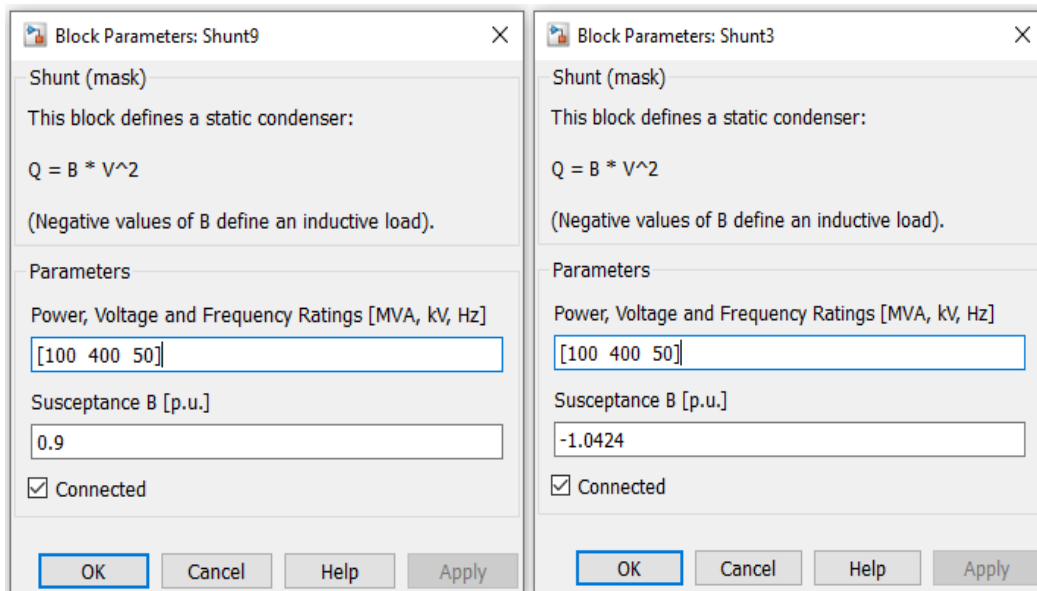 Block Parameters: Shunt9
Shunt (mask)
This block defines a static condenser:
Q = B * V^2
(Negative values of B define an inductive load).
Parameters
Power, Voltage and Frequency Ratings [MVA, kV, Hz]
[100 400 50]
Susceptance B [p.u.]
0.9
Connected
OK Cancel Help Apply
Block Parameters: Shunt3
Shunt (mask)
This block defines a static condenser:
Q = B * V^2
(Negative values of B define an inductive load).
Parameters
Power, Voltage and Frequency Ratings [MVA, kV, Hz]
[100 400 50]
Susceptance B [p.u.]
-1.0424
Connected
OK Cancel Help Apply